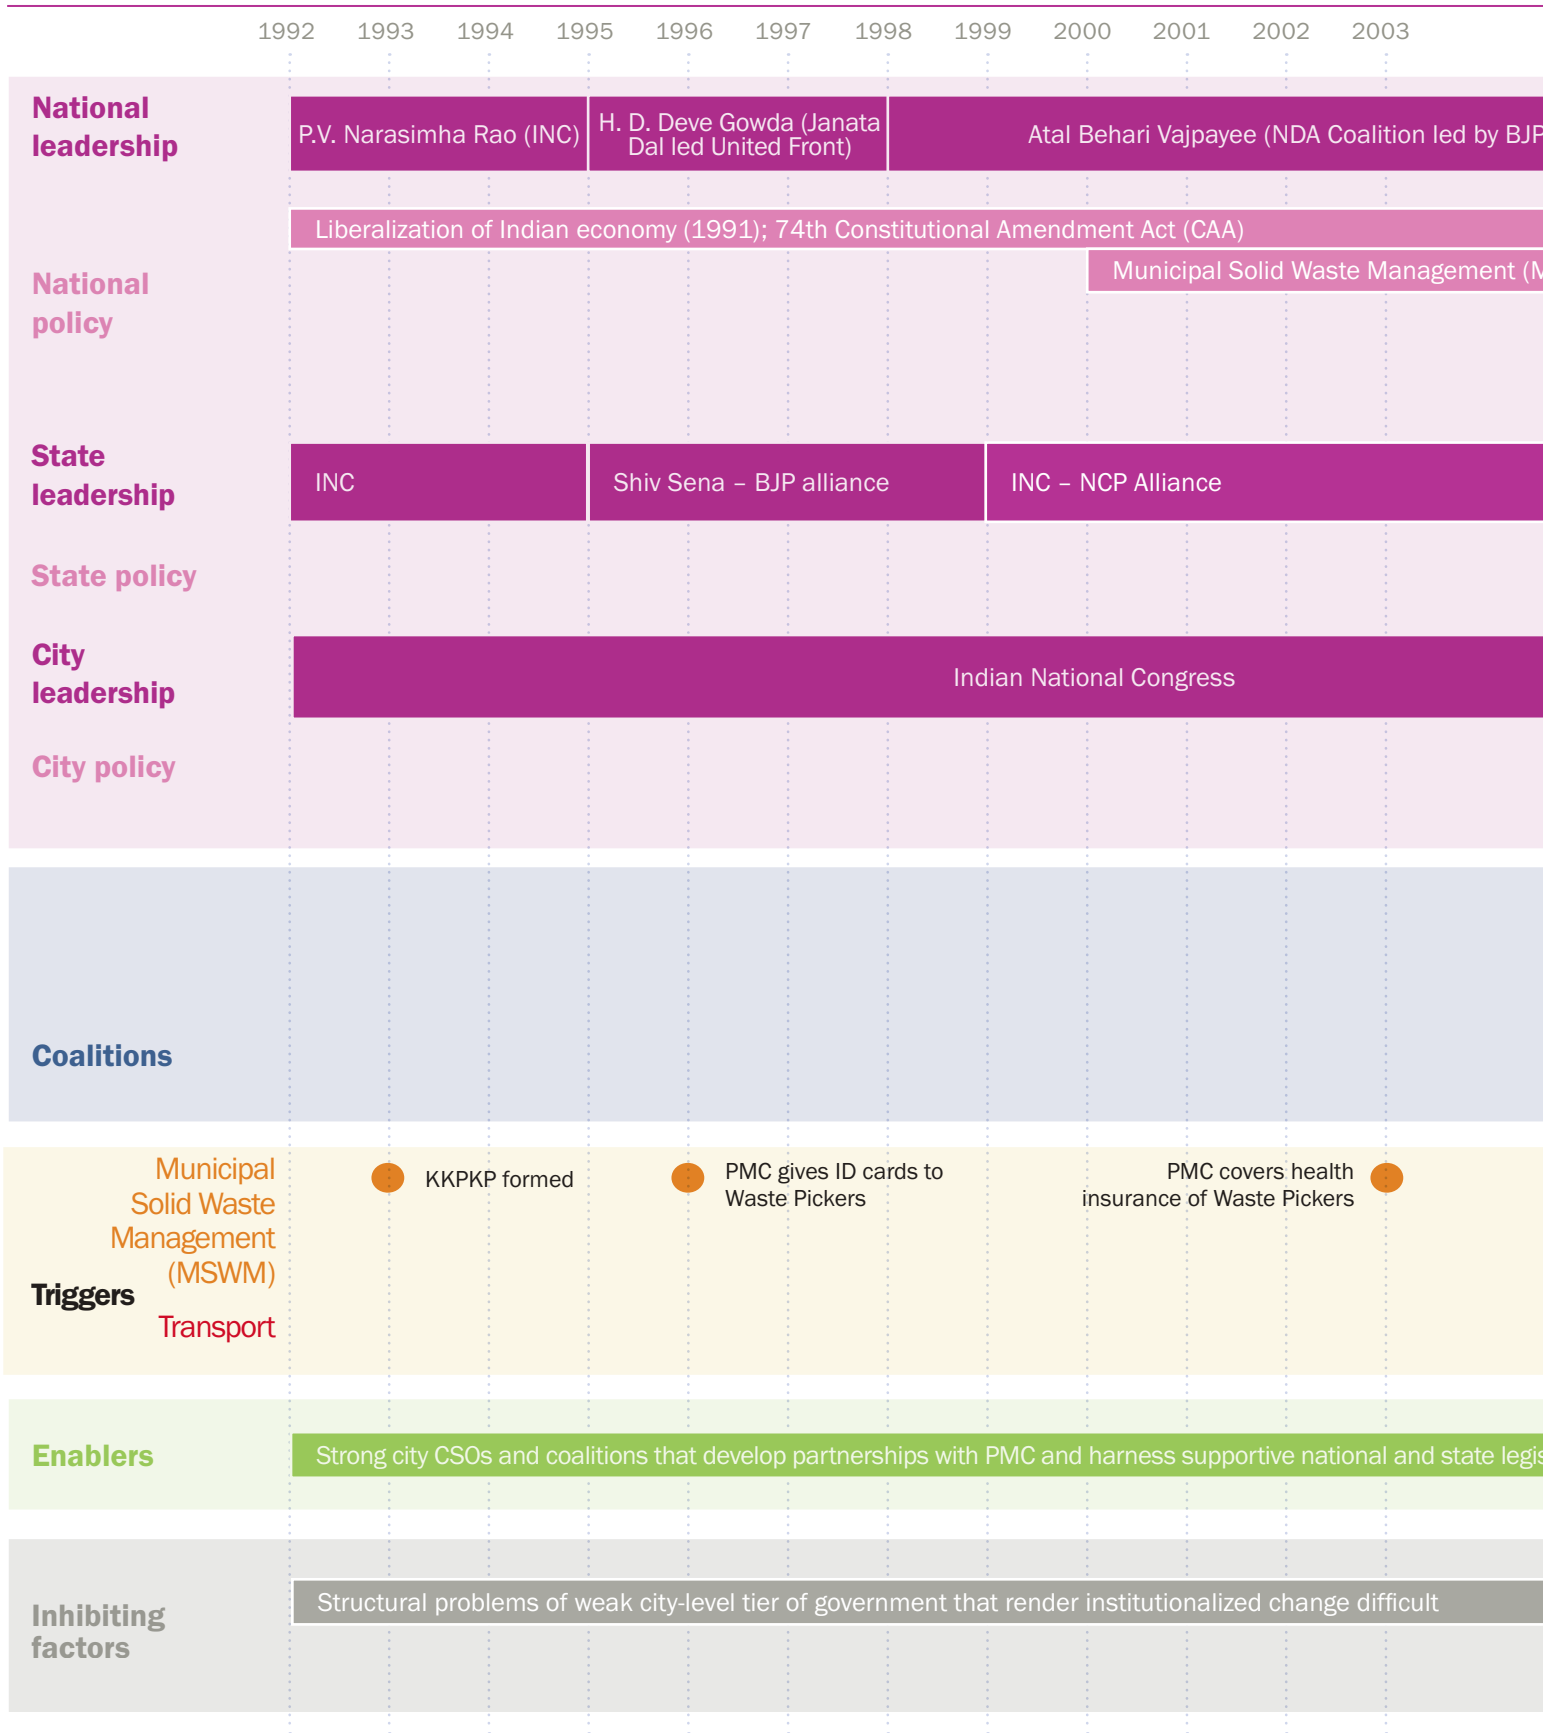 1992 1993 1994 1995 1996 1997 1998 1999 2000 2001 2002 2003
National
leadership
P.V. Narasimha Rao (INC)
H. D. Deve Gowda (Janata
Dal led United Front)
Atal Behari Vajpayee (NDA Coalition led by BJP
National
policy
Liberalization of Indian economy (1991); 74th Constitutional Amendment Act (CAA)
Municipal Solid Waste Management (M
State
leadership
INC
Shiv Sena – BJP alliance
INC – NCP Alliance
State policy
City
leadership
Indian National Congress
City policy
Coalitions
Triggers
Municipal
Solid Waste
Management
(MSWM)
Transport
KKPKP formed
PMC gives ID cards to
Waste Pickers
PMC covers health
insurance of Waste Pickers
Enablers
Strong city CSOs and coalitions that develop partnerships with PMC and harness supportive national and state legis
Inhibiting
factors
Structural problems of weak city-level tier of government that render institutionalized change difficult